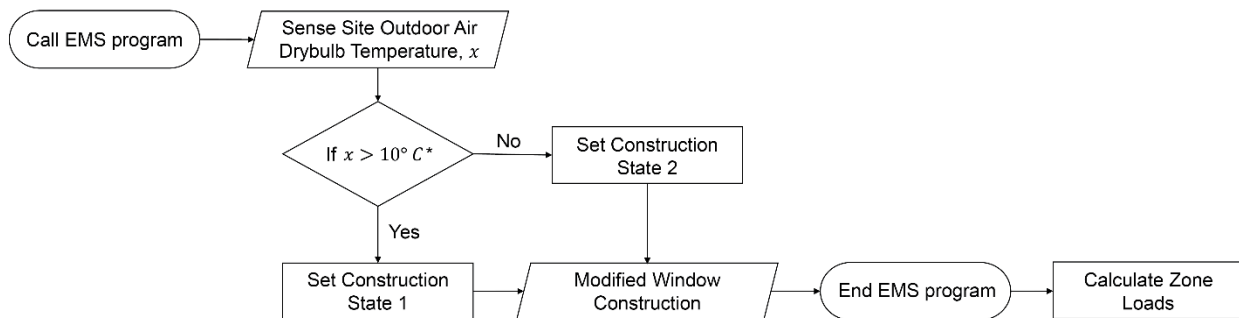 Call EMS program
Sense Site Outdoor Air
Drybulb Temperature, x
If x > 10° C*
No
Set Construction
State 2
Yes
Set Construction
State 1
Modified Window
Construction
End EMS program
Calculate Zone
Loads